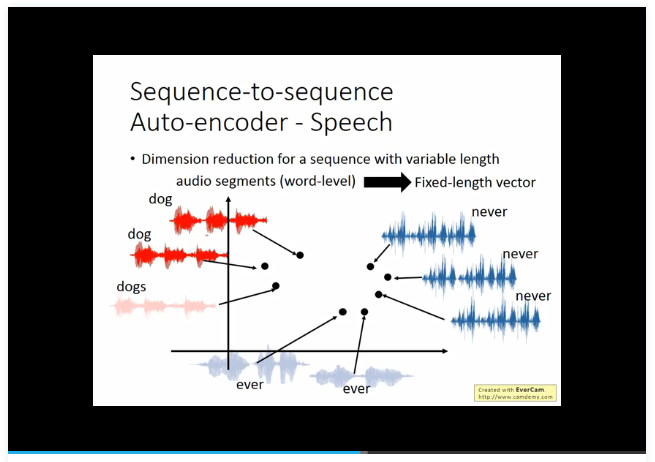 Sequence-to-sequence
Auto-encoder - Speech
• Dimension reduction for a sequence with variable length
audio segments (word-level) Fixed-length vector
dog
never
dog
never
dogs
never
ever
ever
Created with EverCam
http://www.camdemy.com